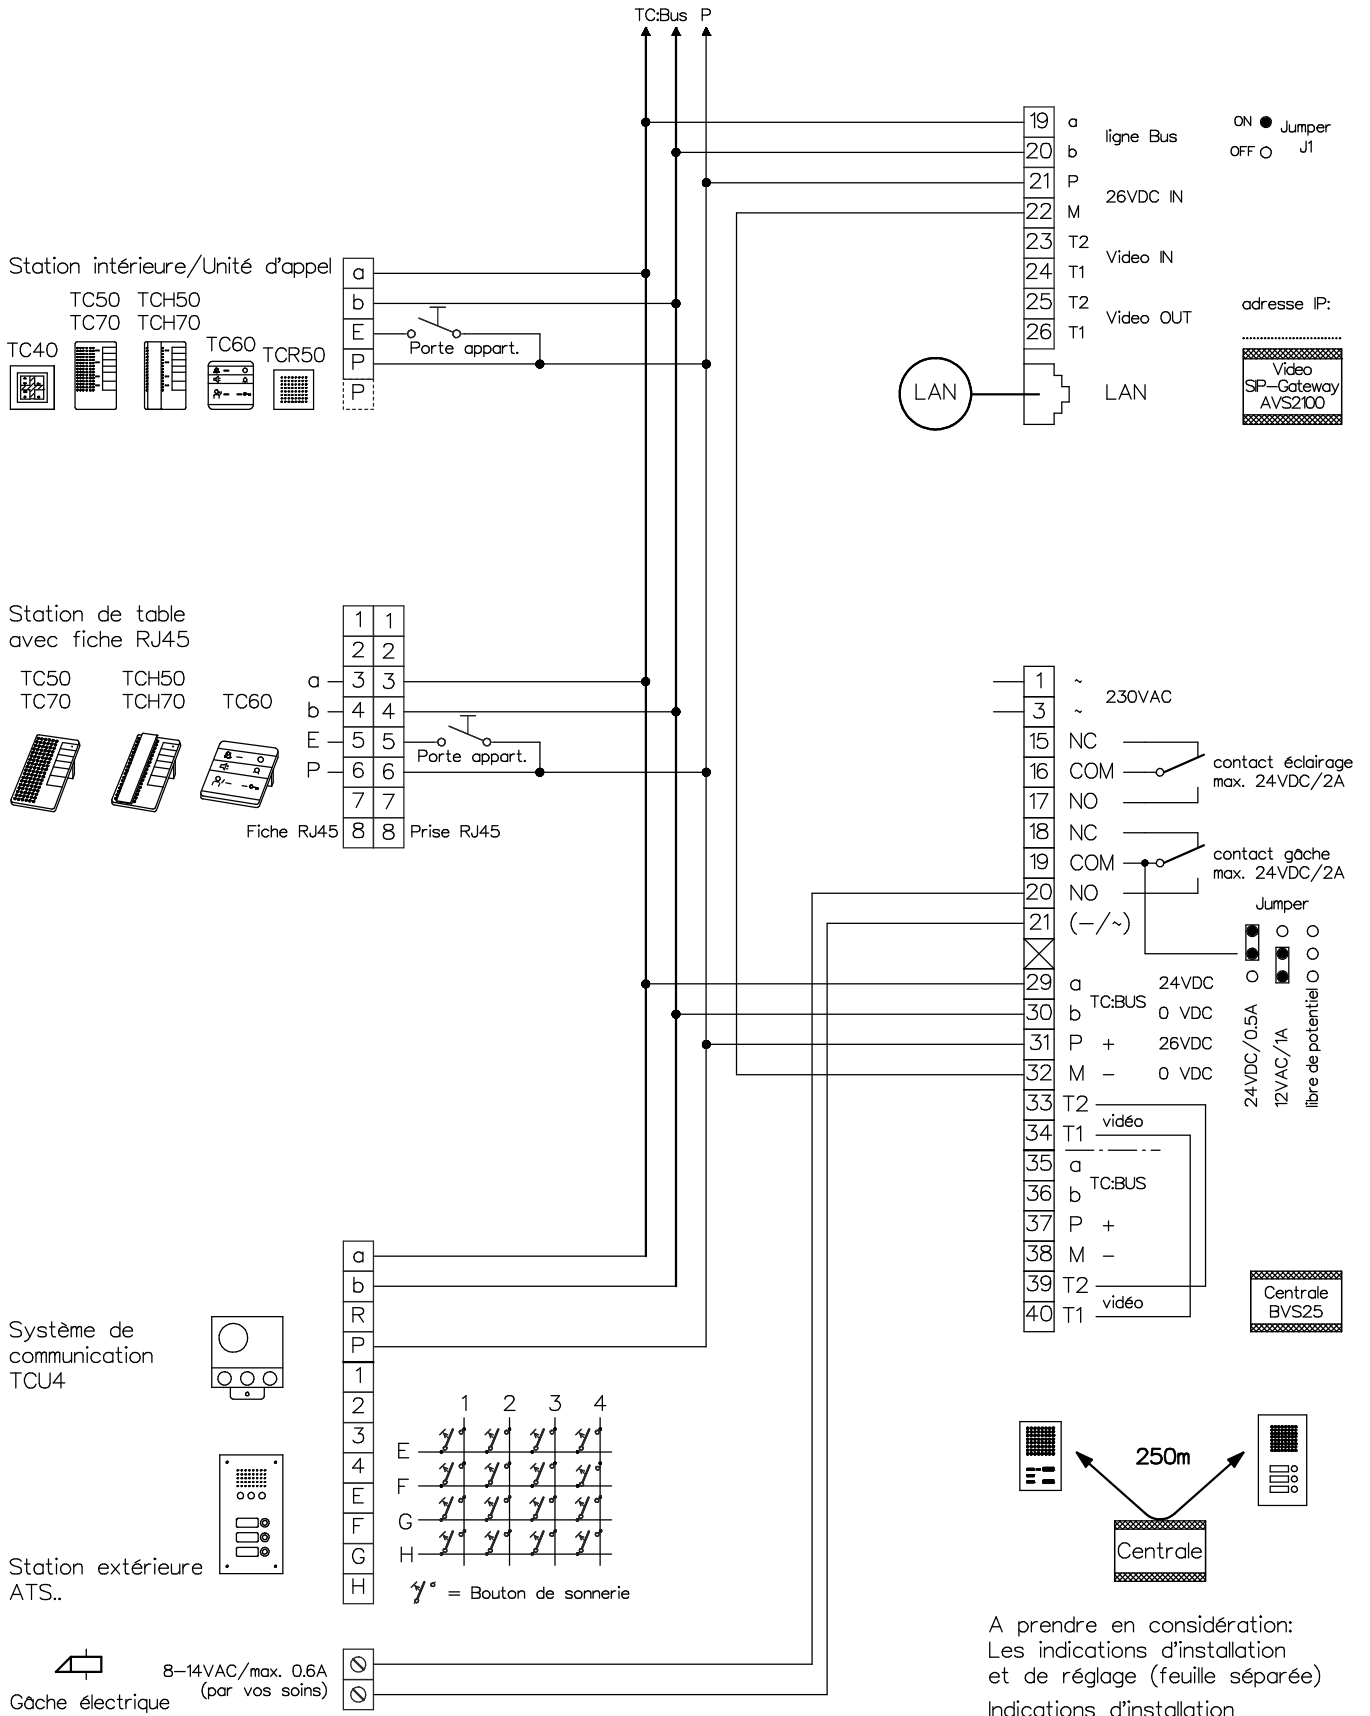 TC:Bus P
19 a
20 b
ligne Bus
21 P
22 M
26VDC IN
23 T2
24 T1
Video IN
25 T2
26 T1
Video OUT
LAN
LAN
ON
OFF
Jumper
J1
adresse IP:
Video
SIP-Gateway
AVS2100
Station intérieure/Unité d'appel
TC50 TCH50
TC70 TCH70
TC40
TC60
TCR50
a
b
E
P
P
Porte appart.
Station de table
avec fiche RJ45
TC50 TCH50
TC70 TCH70 TC60
1 1
2 2
a 3 3
b 4 4
E 5 5
P 6 6
7 7
Fiche RJ45 8 8 Prise RJ45
Porte appart.
1 ~
3 ~
230VAC
15 NC
16 COM
17 NO
contact éclairage
max. 24VDC/2A
18 NC
19 COM
20 NO
21 (-/~)
contact gâche
max. 24VDC/2A
Jumper
24VDC/0.5A
12VAC/1A
libre de potentiel
29 a 24VDC
30 b 0 VDC
TC:BUS
31 P + 26VDC
32 M - 0 VDC
33 T2
34 T1
vidéo
35 a
36 b
TC:BUS
37 P +
38 M -
39 T2
40 T1
vidéo
Centrale
BVS25
Système de
communication
TCU4
a
b
R
P
1
2
3
4
E
F
G
H
1 2 3 4
E
F
G
H
= Bouton de sonnerie
Station extérieure
ATS..
Gâche électrique
8-14VAC/max. 0.6A
(par vos soins)
250m
Centrale
A prendre en considération:
Les indications d'installation
et de réglage (feuille séparée)
Indications d'installation